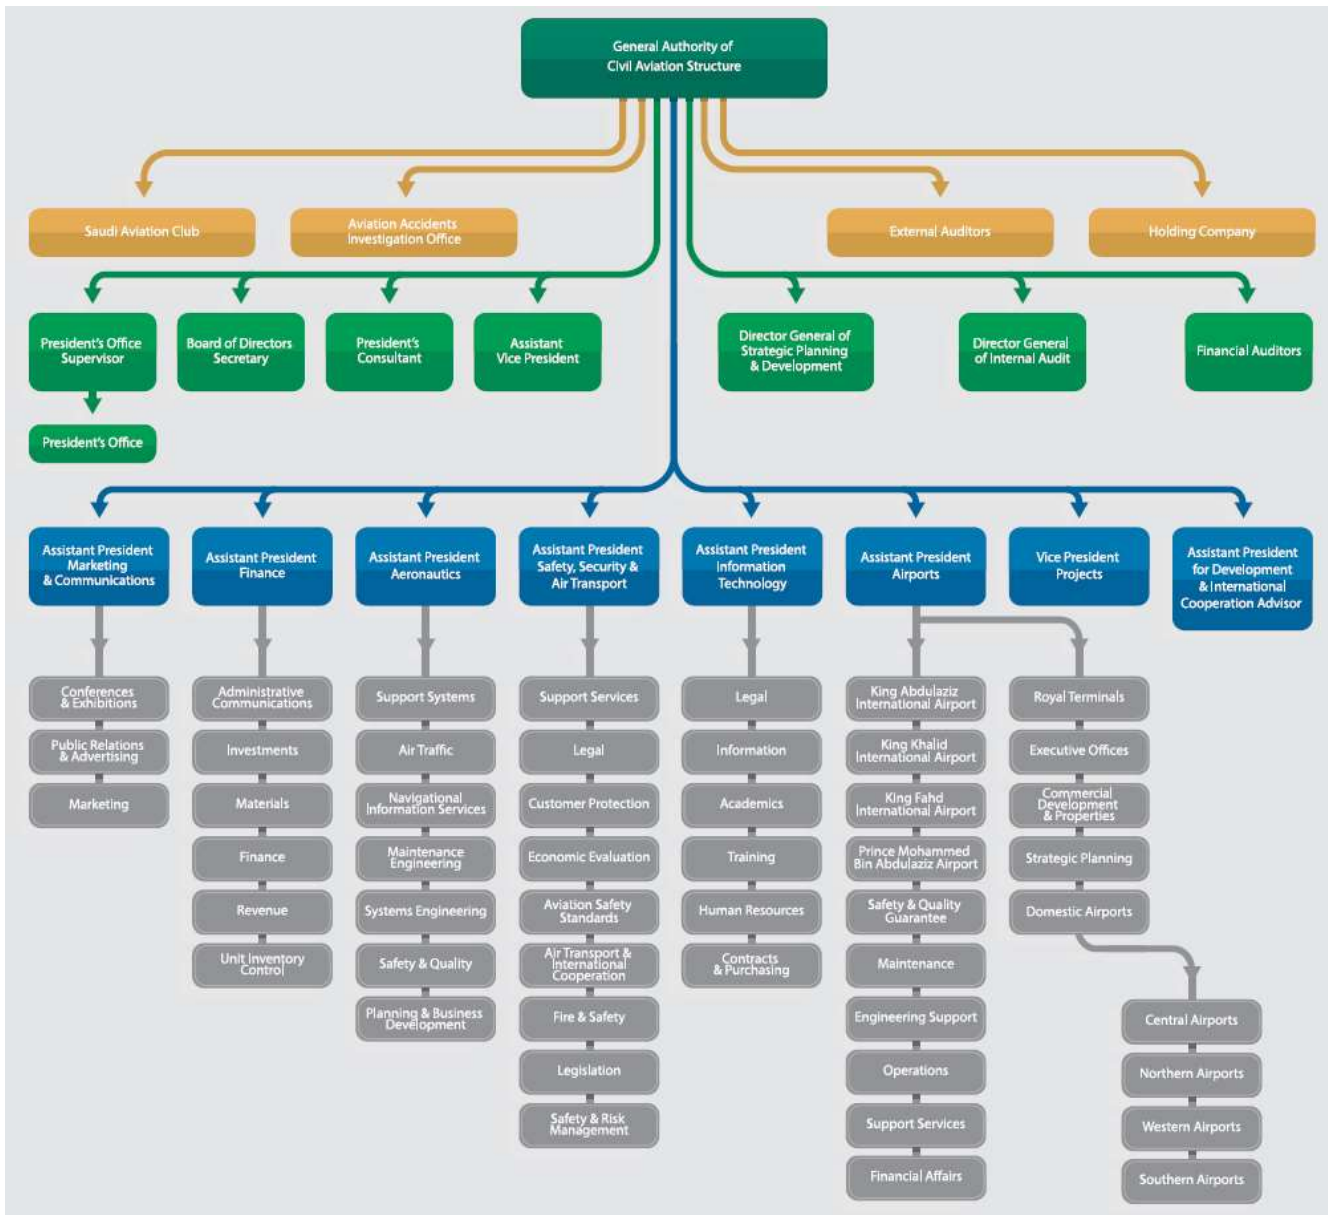 General Authority of
Civil Aviation Structure
Saudi Aviation Club
Aviation Accidents
Investigation Office
External Auditors
Holding Company
President's Office
Supervisor
Board of Directors
Secretary
President's
Consultant
Assistant
Vice President
Director General of
Strategic Planning
& Development
Director General
of Internal Audit
Financial Auditors
President's Office
Assistant President
Marketing
& Communications
Assistant President
Finance
Assistant President
Aeronautics
Assistant President
Safety, Security &
Air Transport
Assistant President
Information
Technology
Assistant President
Airports
Vice President
Projects
Assistant President
for Development
& International
Cooperation Advisor
Conferences
& Exhibitions
Public Relations
& Advertising
Marketing
Administrative
Communications
Investments
Materials
Finance
Revenue
Unit Inventory
Control
Support Systems
Air Traffic
Navigational
Information Services
Maintenance
Engineering
Systems Engineering
Safety & Quality
Planning & Business
Development
Support Services
Legal
Customer Protection
Economic Evaluation
Aviation Safety
Standards
Air Transport &
International
Cooperation
Fire & Safety
Legislation
Safety & Risk
Management
Legal
Information
Academics
Training
Human Resources
Contracts
& Purchasing
King Abdulaziz
International Airport
King Khalid
International Airport
King Fahd
International Airport
Prince Mohammed
Bin Abdulaziz Airport
Safety & Quality
Guarantee
Maintenance
Engineering Support
Operations
Support Services
Financial Affairs
Royal Terminals
Executive Offices
Commercial
Development
& Properties
Strategic Planning
Domestic Airports
Central Airports
Northern Airports
Western Airports
Southern Airports